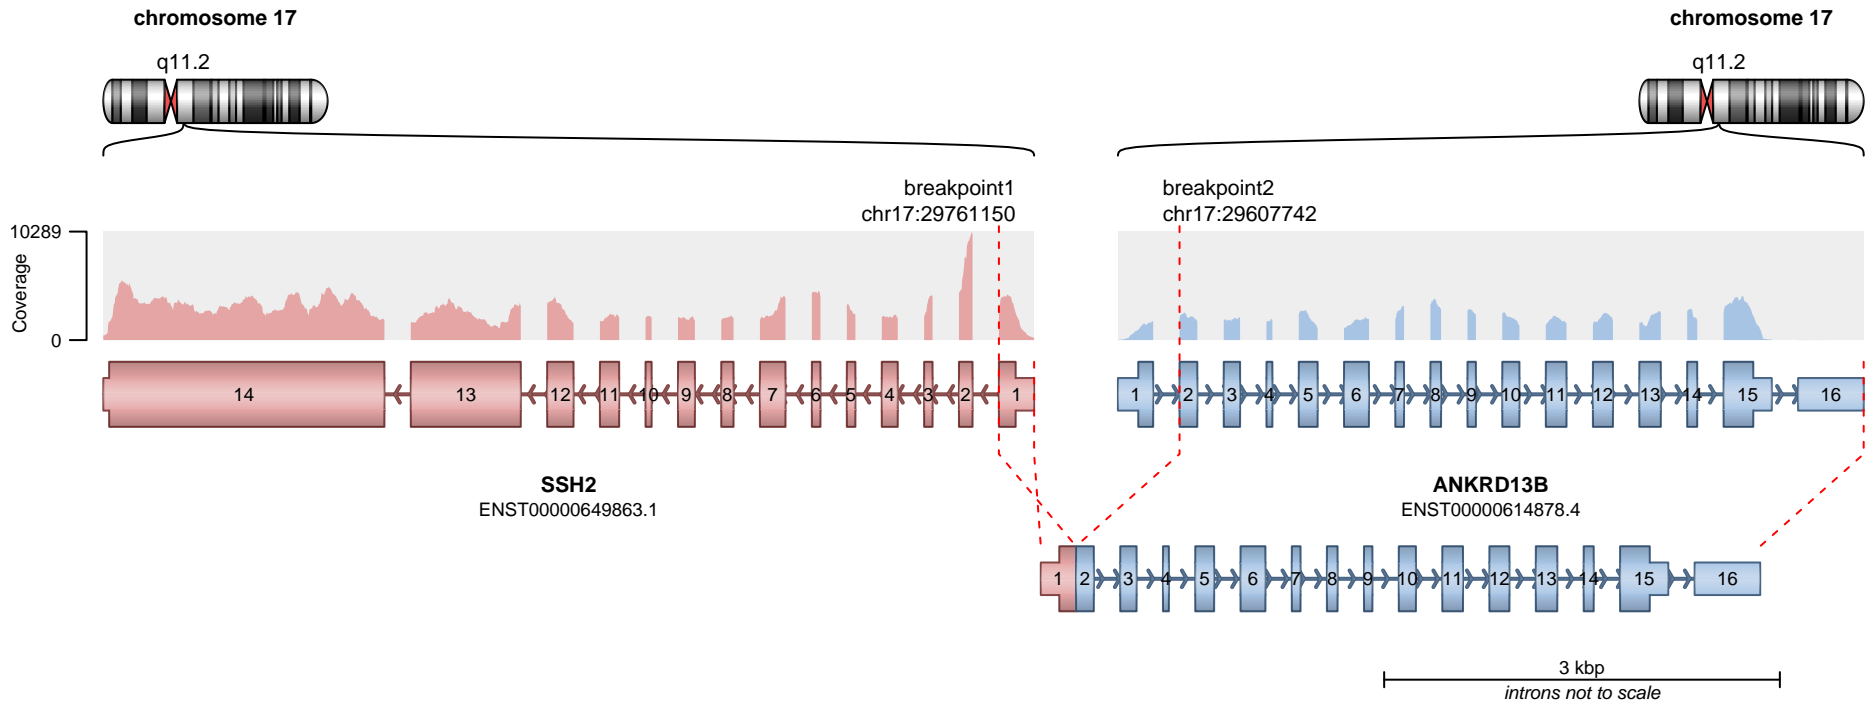 chromosome 17
chromosome 17
q11.2
q11.2
breakpoint1
chr17:29761150
breakpoint2
chr17:29607742
10289
Coverage
0
14 13 12 11 10 9 8 7 6 5 4 3 2 1
1 2 3 4 5 6 7 8 9 10 11 12 13 14 15 16
SSH2
ENST00000649863.1
ANKRD13B
ENST00000614878.4
1 2 3 4 5 6 7 8 9 10 11 12 13 14 15 16
3 kbp
introns not to scale